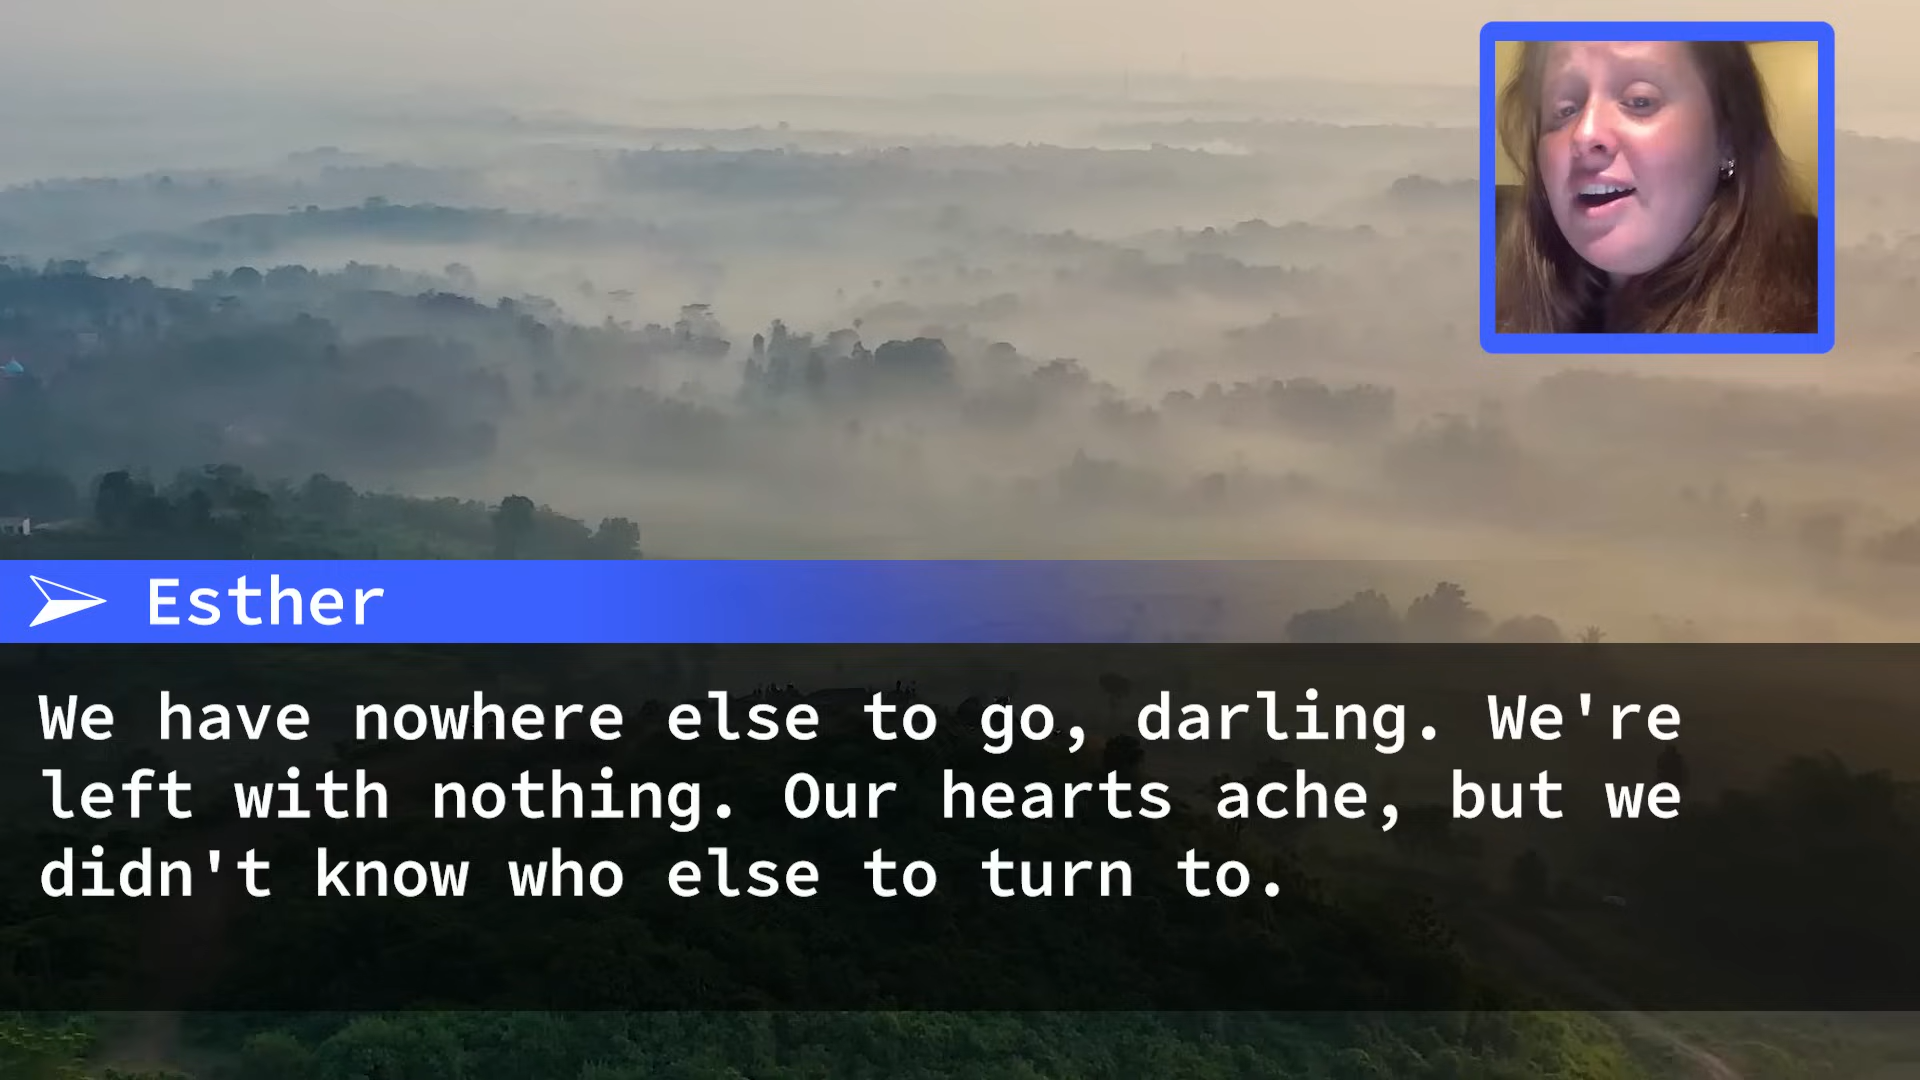 Esther
We have nowhere else to go, darling. We're
left with nothing. Our hearts ache, but we
didn't know who else to turn to.